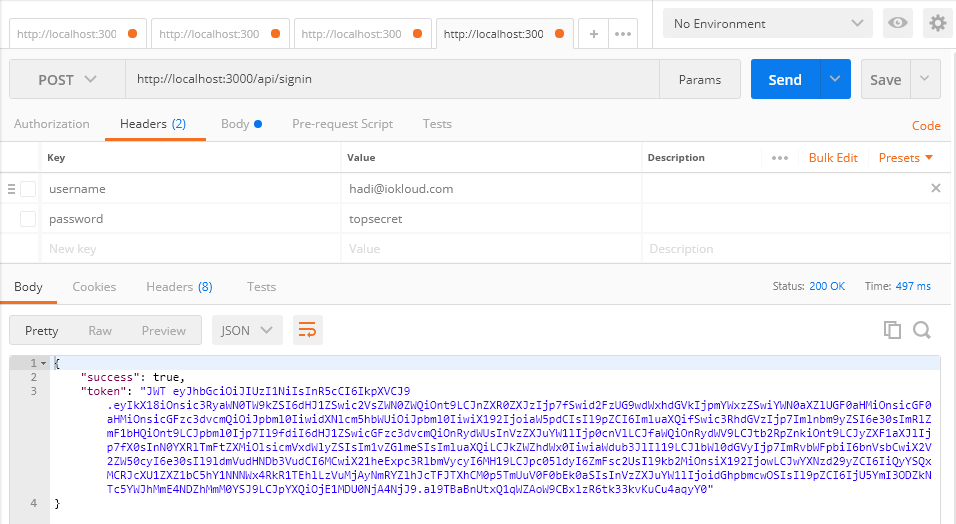 http://localhost:300
http://localhost:300
http://localhost:300
http://localhost:300
No Environment
POST
http://localhost:3000/api/signin
Params
Send
Save
Authorization
Headers (2)
Body
Pre-request Script
Tests
Code
Key
Value
Description
Bulk Edit
Presets
username
hadi@iokloud.com
password
topsecret
New key
Value
Description
Body
Cookies
Headers (8)
Tests
Status: 200 OK
Time: 497 ms
Pretty
Raw
Preview
JSON
1 {
2 "success": true,
3 "token": "JWT eyJhbGciOiJIUzI1NiIsInR5cCI6IkpXVCJ9
4 }